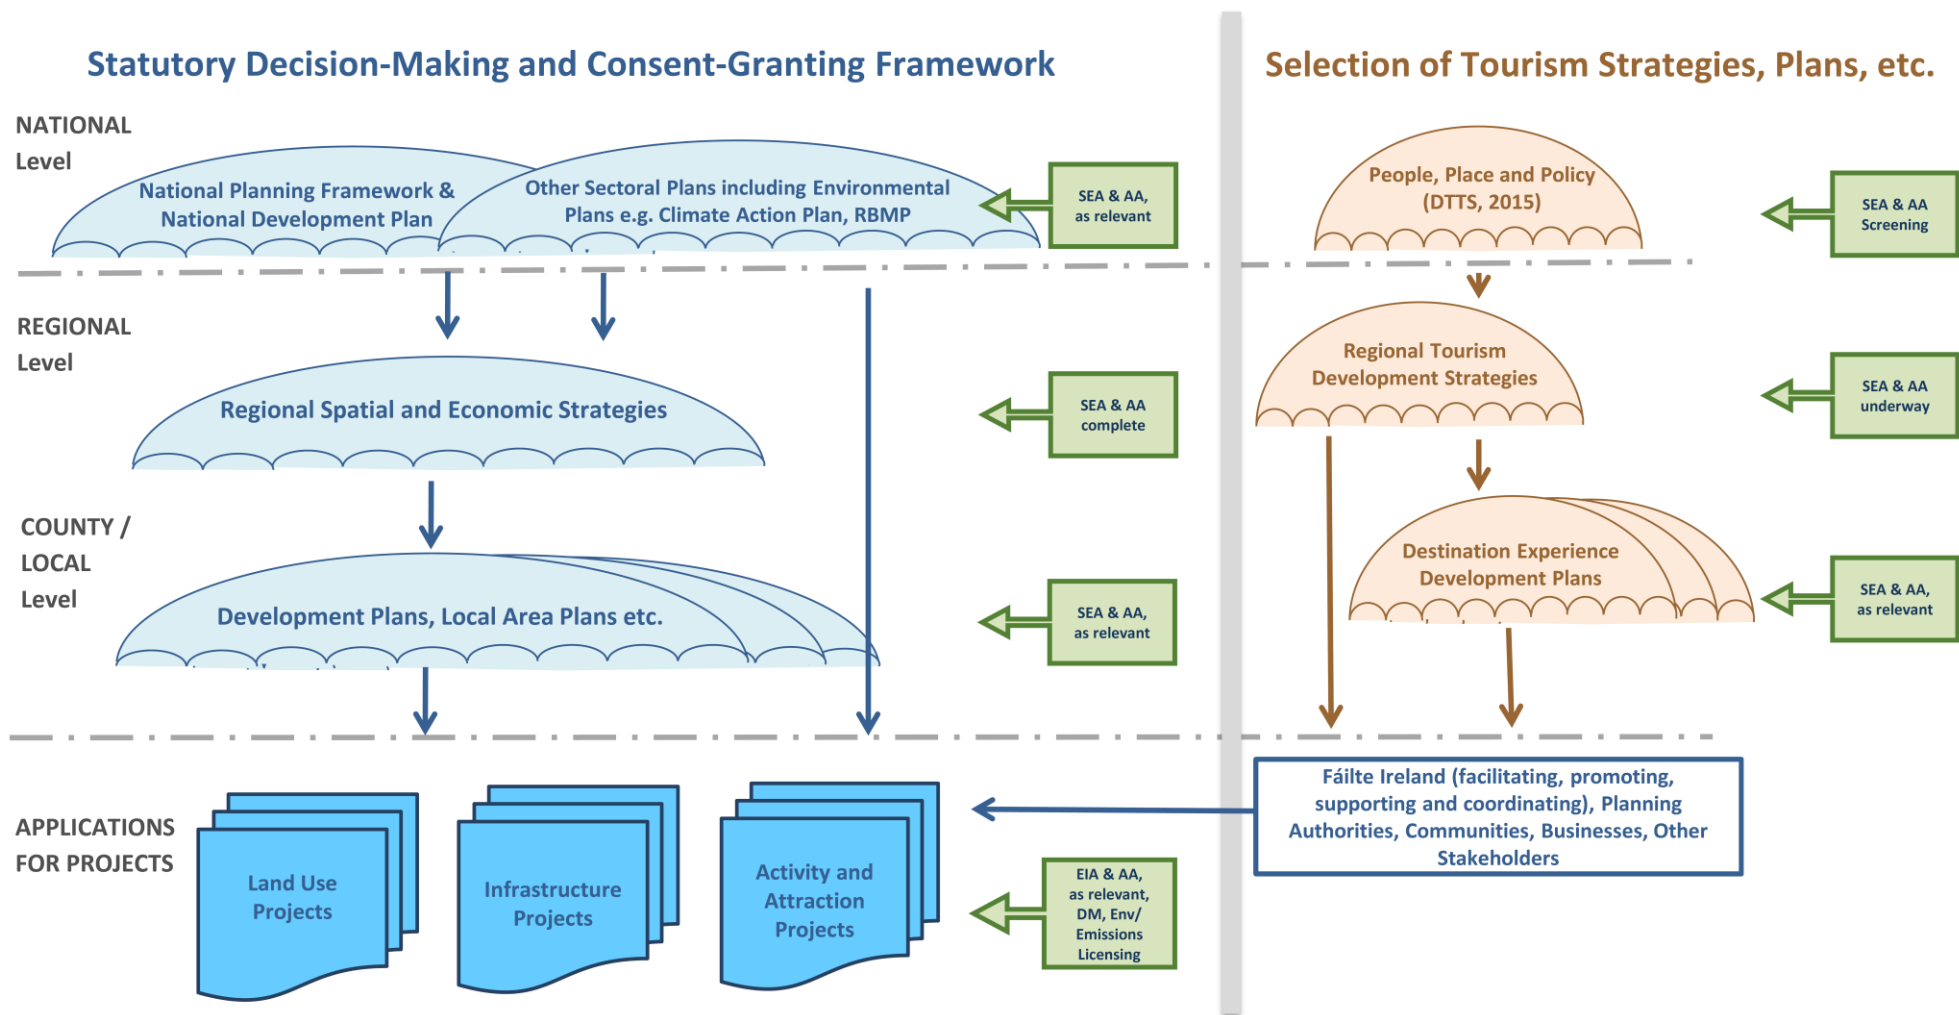 Statutory Decision-Making and Consent-Granting Framework
Selection of Tourism Strategies, Plans, etc.
NATIONAL
Level
National Planning Framework &
National Development Plan
Other Sectoral Plans including Environmental
Plans e.g. Climate Action Plan, RBMP
SEA & AA,
as relevant
People, Place and Policy
(DTTS, 2015)
SEA & AA
Screening
REGIONAL
Level
Regional Spatial and Economic Strategies
SEA & AA
complete
Regional Tourism
Development Strategies
SEA & AA
underway
COUNTY /
LOCAL
Level
Development Plans, Local Area Plans etc.
SEA & AA,
as relevant
Destination Experience
Development Plans
SEA & AA,
as relevant
APPLICATIONS
FOR PROJECTS
Land Use
Projects
Infrastructure
Projects
Activity and
Attraction
Projects
EIA & AA,
as relevant,
DM, Env/
Emissions
Licensing
Fáilte Ireland (facilitating, promoting,
supporting and coordinating), Planning
Authorities, Communities, Businesses, Other
Stakeholders